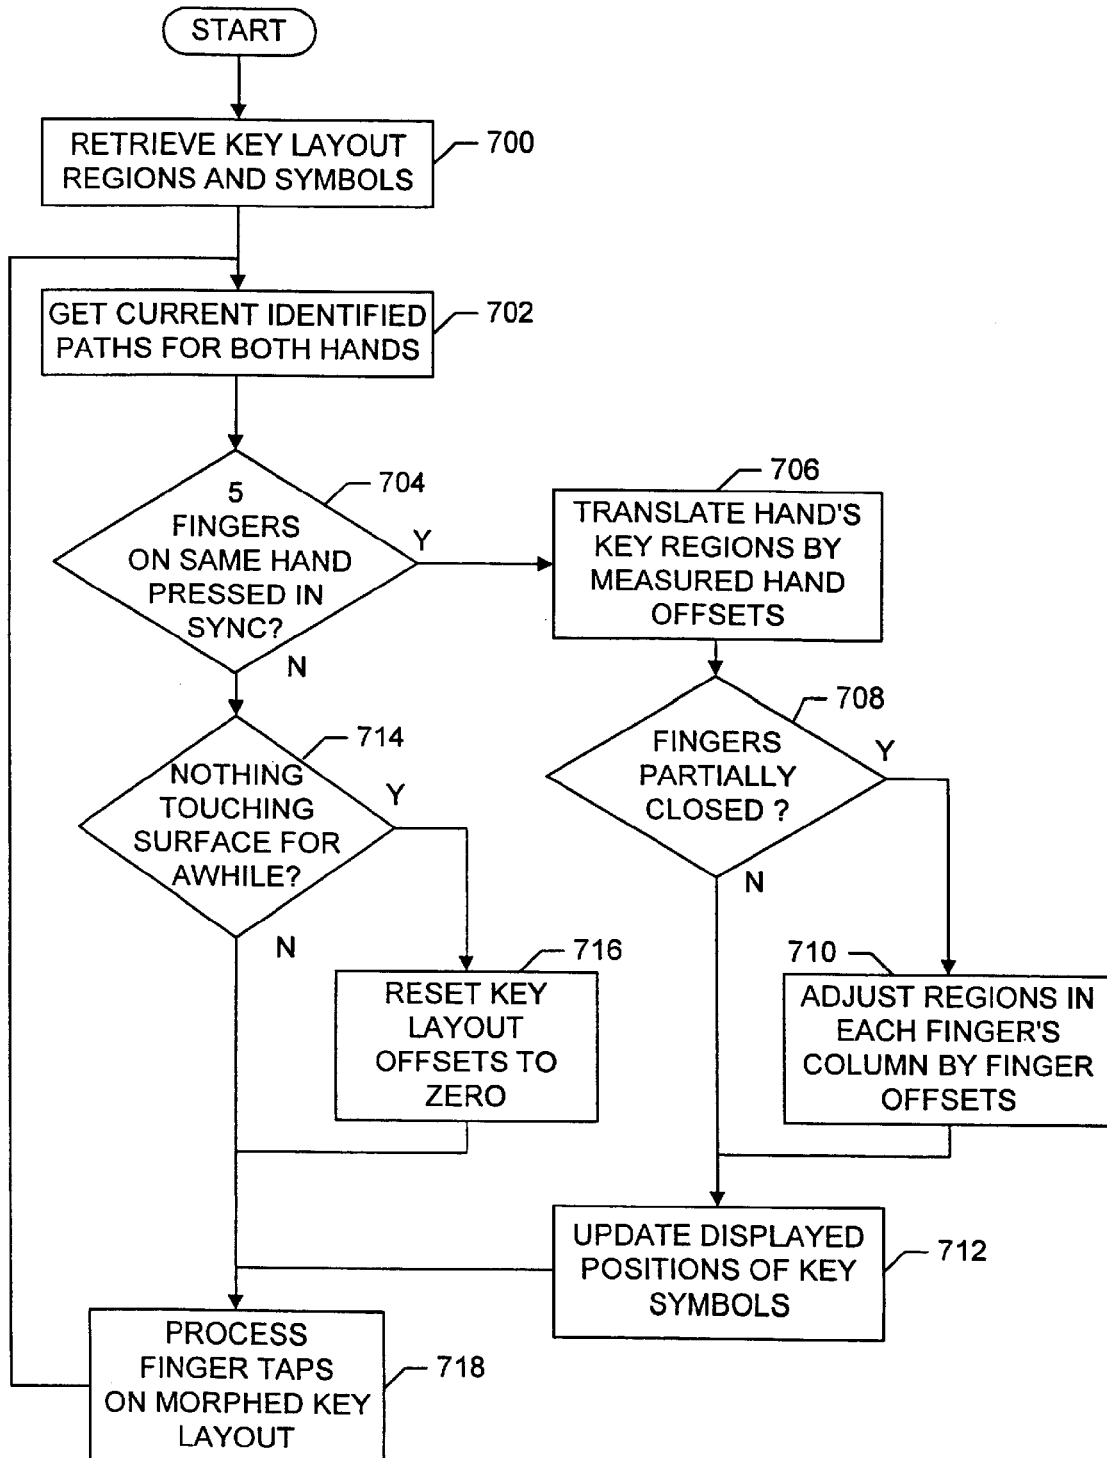 START
RETRIEVE KEY LAYOUT
REGIONS AND SYMBOLS
700
GET CURRENT IDENTIFIED
PATHS FOR BOTH HANDS
702
5
FINGERS
ON SAME HAND
PRESSED IN
SYNC?
704
Y
N
706
TRANSLATE HAND'S
KEY REGIONS BY
MEASURED HAND
OFFSETS
708
FINGERS
PARTIALLY
CLOSED ?
Y
N
714
NOTHING
TOUCHING
SURFACE FOR
AWHILE?
Y
N
716
RESET KEY
LAYOUT
OFFSETS TO
ZERO
710
ADJUST REGIONS IN
EACH FINGER'S
COLUMN BY FINGER
OFFSETS
UPDATE DISPLAYED
POSITIONS OF KEY
SYMBOLS
712
PROCESS
FINGER TAPS
ON MORPHED KEY
LAYOUT
718